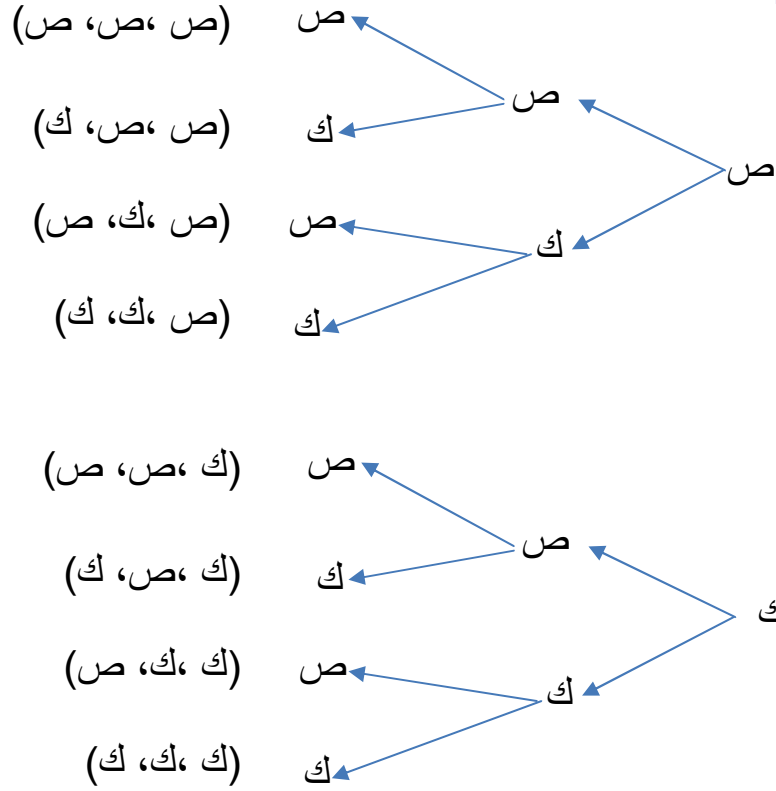 ص (ص ،ص، ص)
ص
ك (ص ،ص، ك)
ص
ص (ص ،ك، ص)
ك
ك (ص ،ك، ك)
ص (ك ،ص، ص)
ص
ك (ك ،ص، ك)
ك
ص (ك ،ك، ص)
ك
ك (ك ،ك، ك)